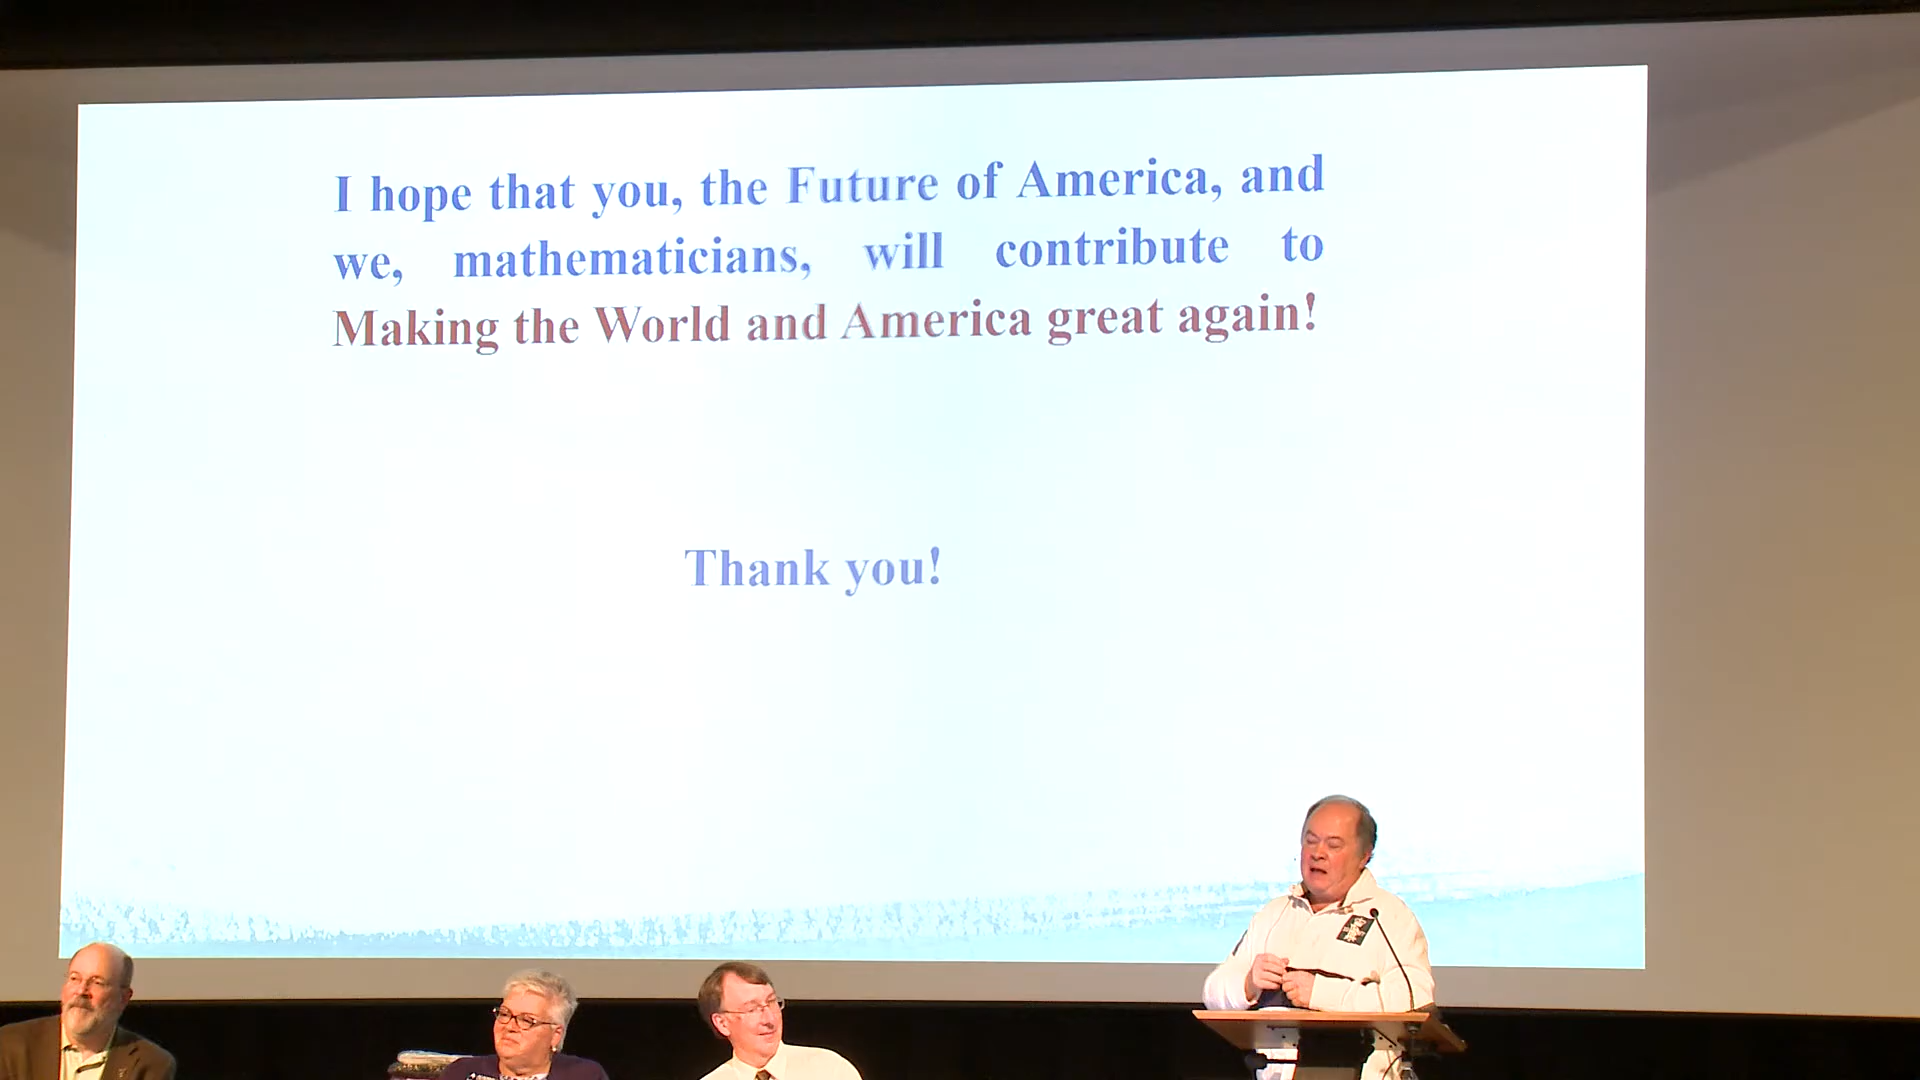 I hope that you, the Future of America, and
we, mathematicians, will contribute to
Making the World and America great again!
Thank you!